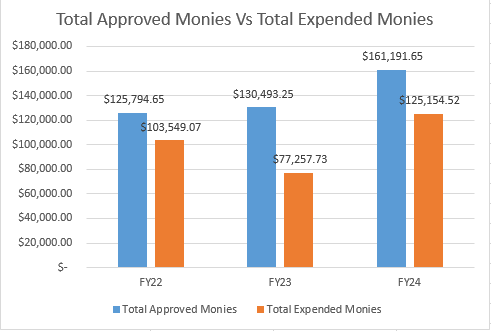 Total Approved Monies Vs Total Expended Monies
$180,000.00
$160,000.00
$140,000.00
$120,000.00
$100,000.00
$80,000.00
$60,000.00
$40,000.00
$20,000.00
$-
$125,794.65
$103,549.07
$130,493.25
$77,257.73
$161,191.65
$125,154.52
FY22
FY23
FY24
Total Approved Monies
Total Expended Monies